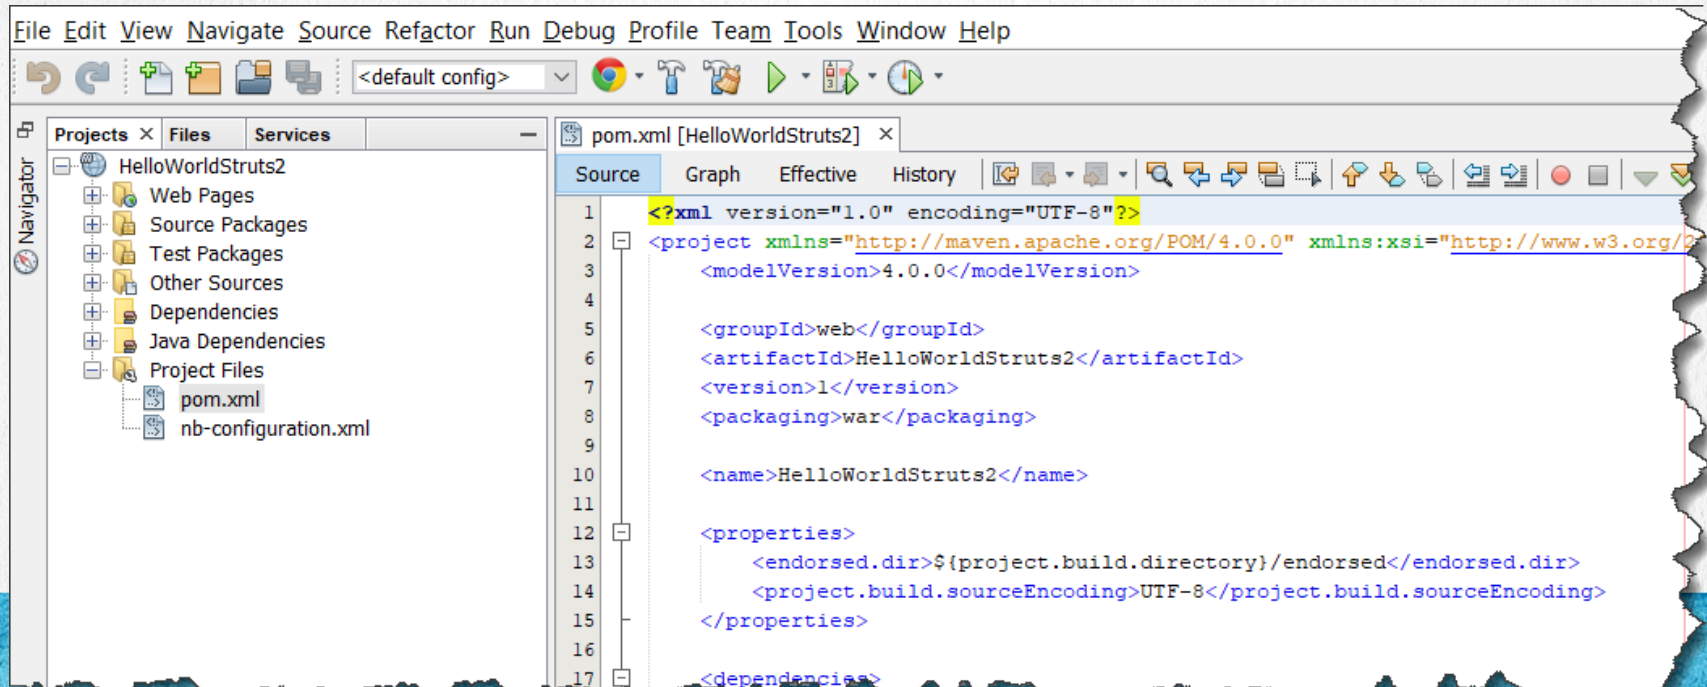 File Edit View Navigate Source Refactor Run Debug Profile Team Tools Window Help
<default config>
Projects Files Services
Navigator
HelloWorldStruts2
Web Pages
Source Packages
Test Packages
Other Sources
Dependencies
Java Dependencies
Project Files
pom.xml
nb-configuration.xml
pom.xml [HelloWorldStruts2]
Source Graph Effective History
1 <?xml version="1.0" encoding="UTF-8"?>
2 <project xmlns="http://maven.apache.org/POM/4.0.0" xmlns:xsi="http://www.w3.org/2
3 <modelVersion>4.0.0</modelVersion>
4
5 <groupId>web</groupId>
6 <artifactId>HelloWorldStruts2</artifactId>
7 <version>1</version>
8 <packaging>war</packaging>
9
10 <name>HelloWorldStruts2</name>
11
12 <properties>
13 <endorsed.dir>${project.build.directory}/endorsed</endorsed.dir>
14 <project.build.sourceEncoding>UTF-8</project.build.sourceEncoding>
15 </properties>
16
17 <dependencies>